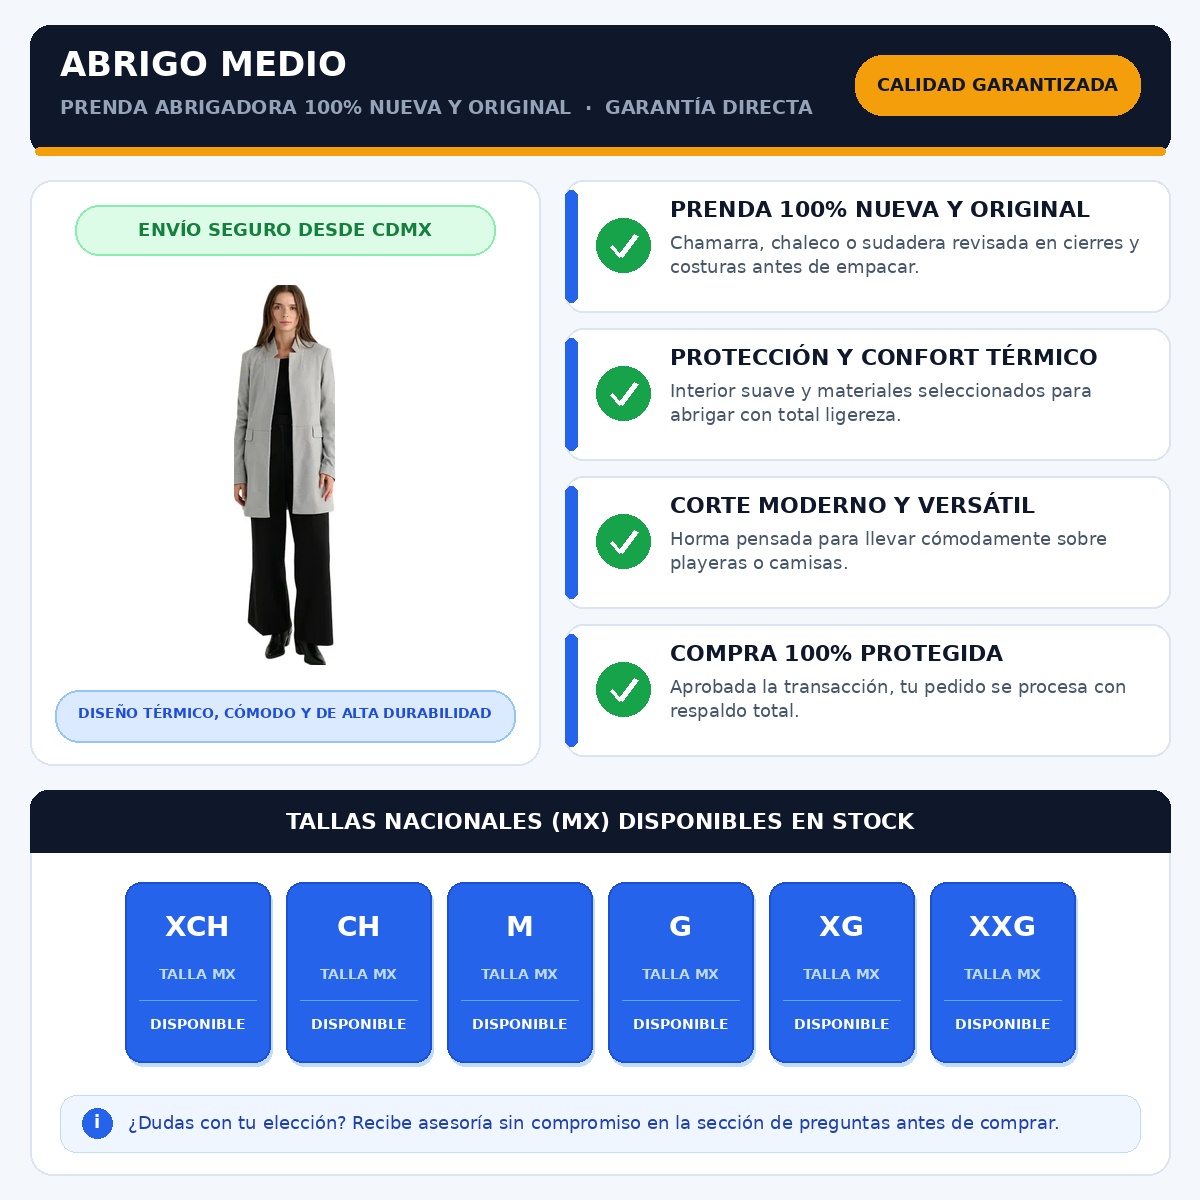 ABRIGO MEDIO
PRENDA ABRIGADORA 100% NUEVA Y ORIGINAL · GARANTÍA DIRECTA
CALIDAD GARANTIZADA
ENVÍO SEGURO DESDE CDMX
DISEÑO TÉRMICO, CÓMODO Y DE ALTA DURABILIDAD
PRENDA 100% NUEVA Y ORIGINAL
Chamarra, chaleco o sudadera revisada en cierres y
costuras antes de empacar.
PROTECCIÓN Y CONFORT TÉRMICO
Interior suave y materiales seleccionados para
abrigar con total ligereza.
CORTE MODERNO Y VERSÁTIL
Horma pensada para llevar cómodamente sobre
playeras o camisas.
COMPRA 100% PROTEGIDA
Aprobada la transacción, tu pedido se procesa con
respaldo total.
TALLAS NACIONALES (MX) DISPONIBLES EN STOCK
XCH
TALLA MX
DISPONIBLE
CH
TALLA MX
DISPONIBLE
M
TALLA MX
DISPONIBLE
G
TALLA MX
DISPONIBLE
XG
TALLA MX
DISPONIBLE
XXG
TALLA MX
DISPONIBLE
i
¿Dudas con tu elección? Recibe asesoría sin compromiso en la sección de preguntas antes de comprar.